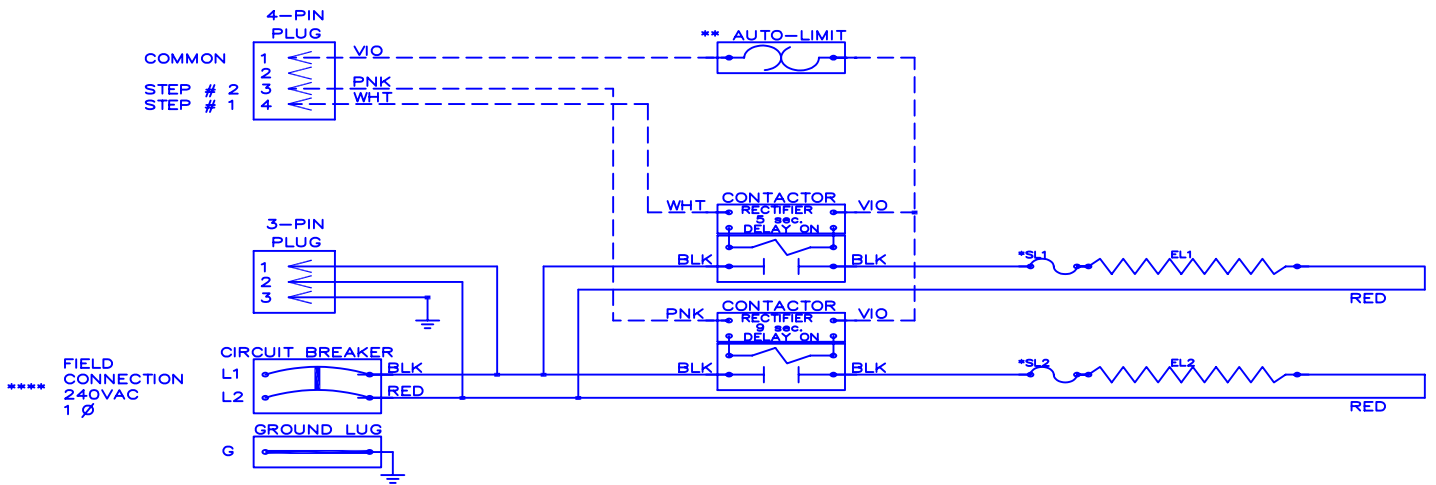 4-PIN
PLUG
COMMON 1 VIO
2
STEP # 2 3 PNK
STEP # 1 4 WHT
** AUTO-LIMIT
CONTACTOR
WHT RECTIFIER VIO
5 sec.
DELAY ON
BLK BLK
*SL1 EL1
RED
3-PIN
PLUG
1
2
3
CONTACTOR
PNK RECTIFIER VIO
9 sec.
DELAY ON
BLK BLK
*SL2 EL2
RED
CIRCUIT BREAKER
L1 BLK
L2 RED
**** FIELD
CONNECTION
240VAC
1 Ø
GROUND LUG
G